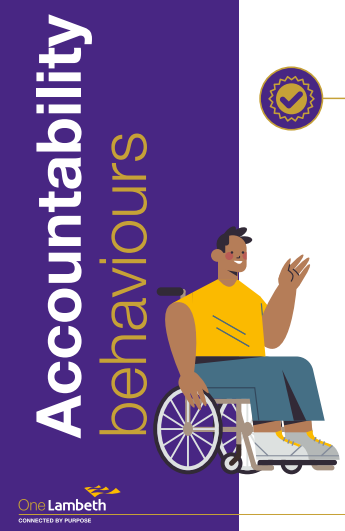 Accountability
behaviours
One Lambeth
CONNECTED BY PURPOSE